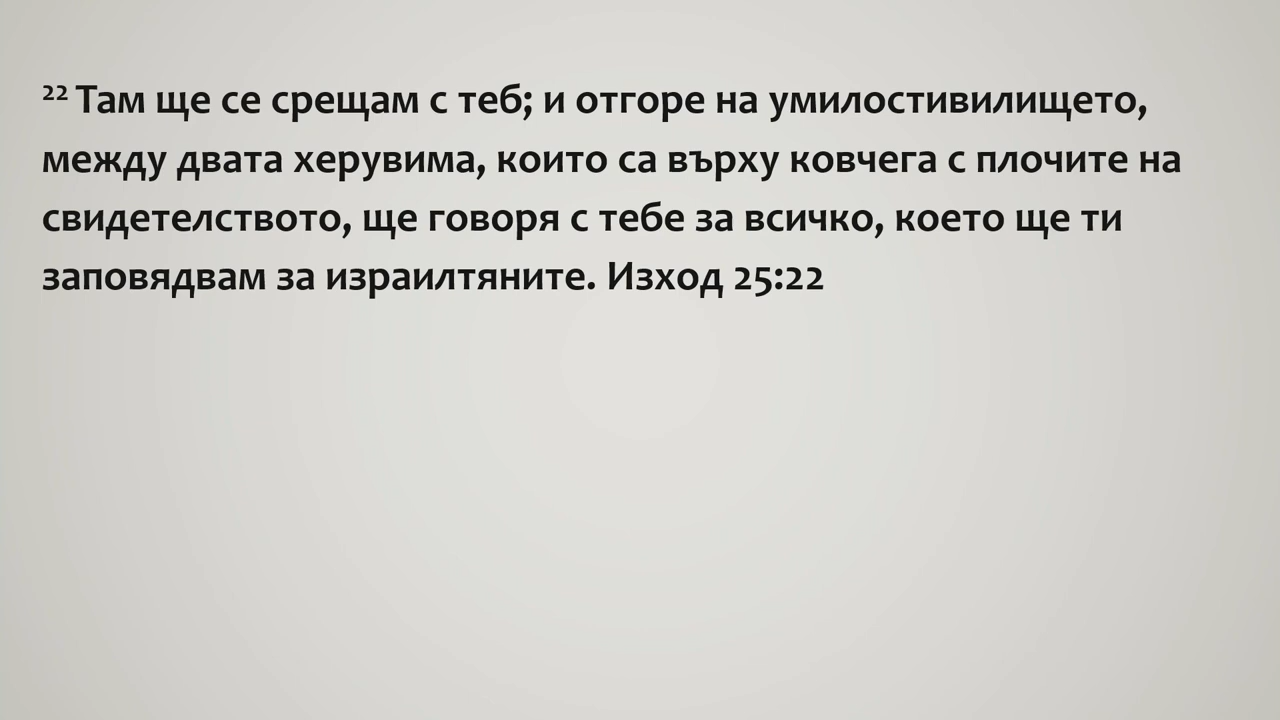 22 Там ще се срещам с теб; и отгоре на умилостивилището,
между двата херувима, които са върху ковчега с плочите на
свидетелството, ще говоря с тебе за всичко, което ще ти
заповядвам за израилтяните. Изход 25:22